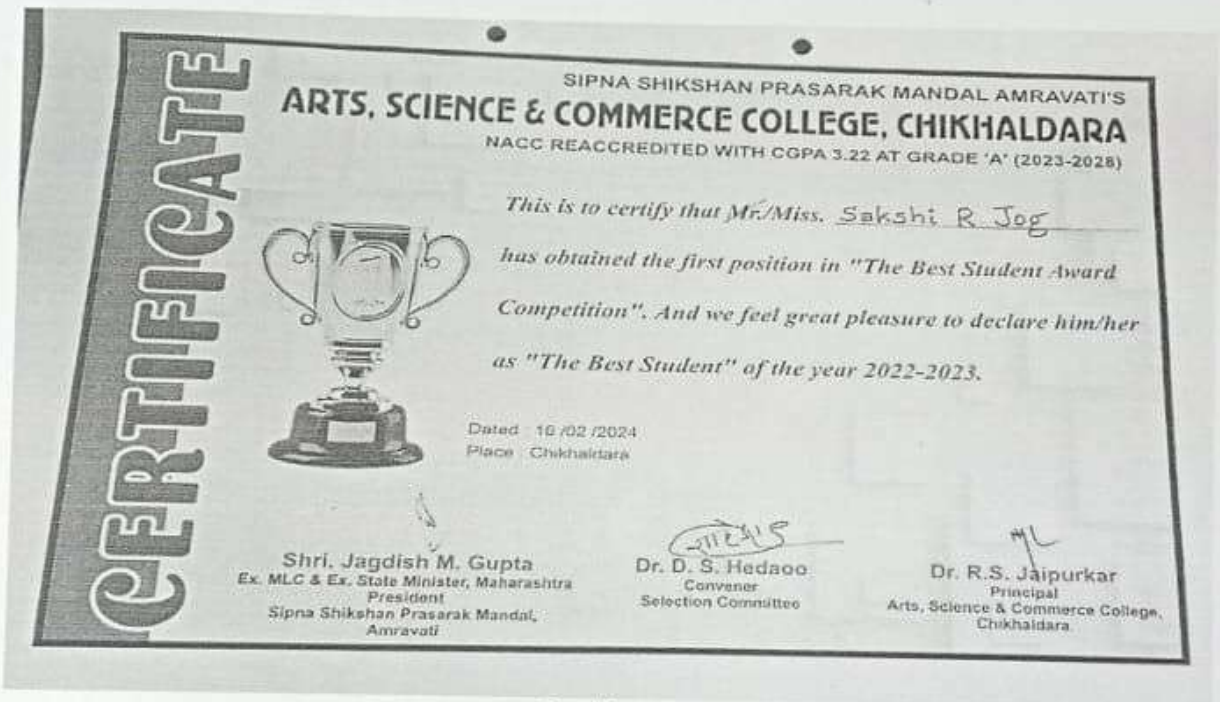 CERTIFICATE
SIPNA SHIKSHAN PRASARAK MANDAL AMRAVATI'S
ARTS, SCIENCE & COMMERCE COLLEGE, CHIKHALDARA
NACC REACCREDITED WITH CGPA 3.22 AT GRADE 'A' (2023-2028)
This is to certify that Mr./Miss. Sakshi R Jog
has obtained the first position in "The Best Student Award
Competition". And we feel great pleasure to declare him/her
as "The Best Student" of the year 2022-2023.
Dated : 16 /02 /2024
Place : Chikhaldara
Shri. Jagdish M. Gupta
Ex. MLC & Ex. State Minister, Maharashtra
President
Sipna Shikshan Prasarak Mandal,
Amravati
Dr. D. S. Hedaoo
Convener
Selection Committee
Dr. R.S. Jaipurkar
Principal
Arts, Science & Commerce College,
Chikhaldara.